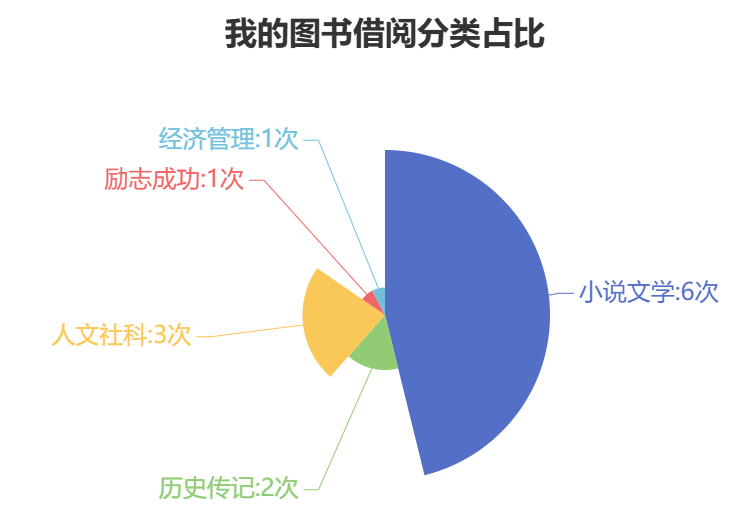 我的图书借阅分类占比
经济管理:1次
励志成功:1次
小说文学:6次
人文社科:3次
历史传记:2次